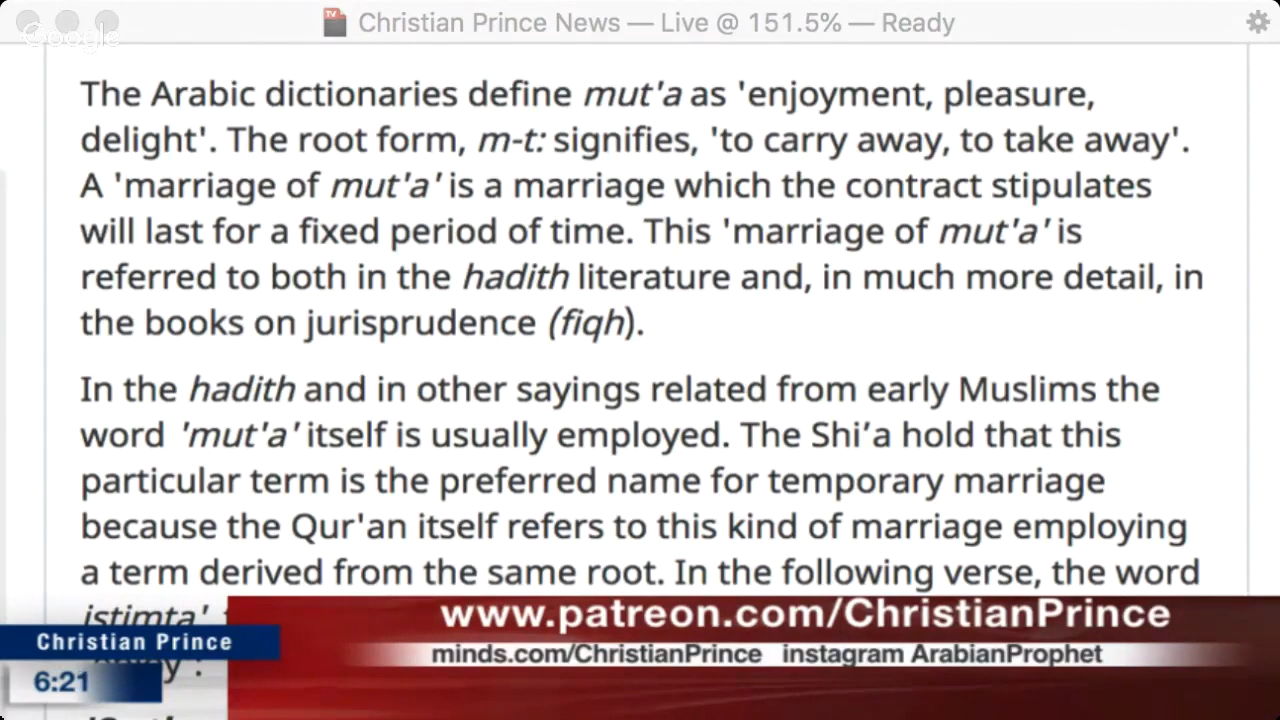 Christian Prince News — Live @ 151.5% — Ready
Google
The Arabic dictionaries define mut'a as 'enjoyment, pleasure,
delight'. The root form, m-t: signifies, 'to carry away, to take away'.
A 'marriage of mut'a' is a marriage which the contract stipulates
will last for a fixed period of time. This 'marriage of mut'a' is
referred to both in the hadith literature and, in much more detail, in
the books on jurisprudence (fiqh).
In the hadith and in other sayings related from early Muslims the
word 'mut'a' itself is usually employed. The Shi’a hold that this
particular term is the preferred name for temporary marriage
because the Qur'an itself refers to this kind of marriage employing
a term derived from the same root. In the following verse, the word
istimta'
www.patreon.com/ChristianPrince
Christian Prince
minds.com/ChristianPrince instagram ArabianProphet
6:21